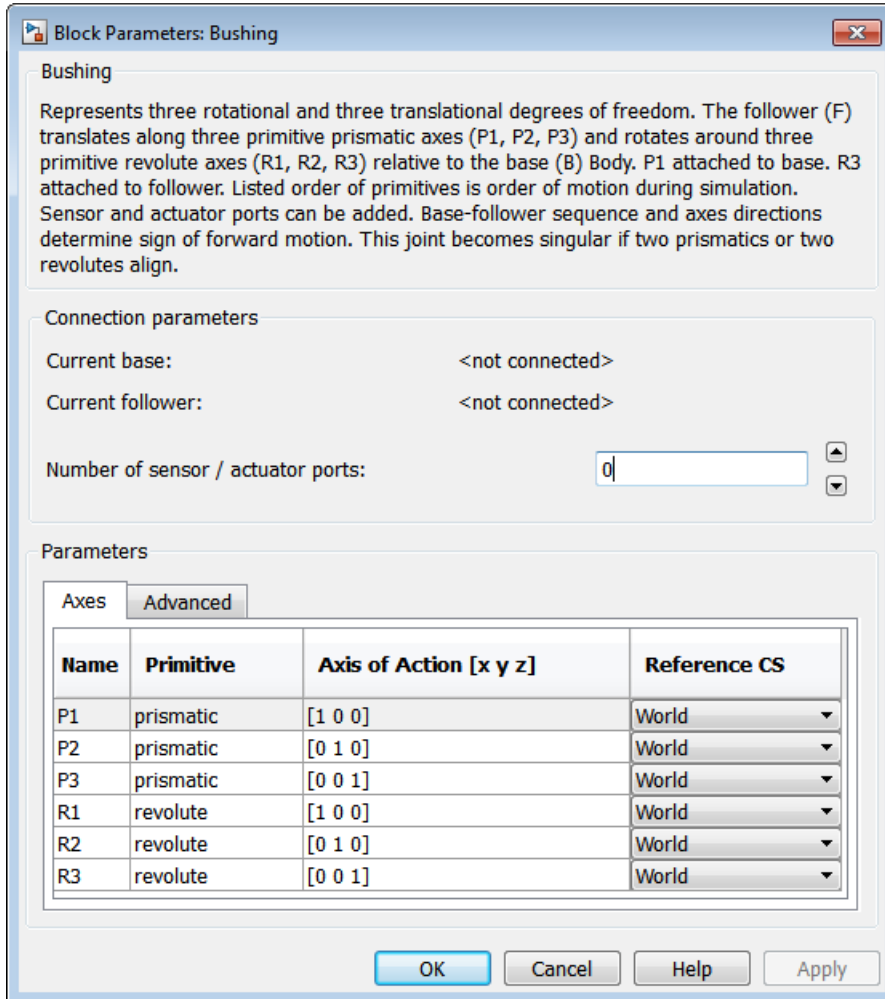 Block Parameters: Bushing
Bushing
Represents three rotational and three translational degrees of freedom. The follower (F)
translates along three primitive prismatic axes (P1, P2, P3) and rotates around three
primitive revolute axes (R1, R2, R3) relative to the base (B) Body. P1 attached to base. R3
attached to follower. Listed order of primitives is order of motion during simulation.
Sensor and actuator ports can be added. Base-follower sequence and axes directions
determine sign of forward motion. This joint becomes singular if two prismatics or two
revolutes align.
Connection parameters
Current base: <not connected>
Current follower: <not connected>
Number of sensor / actuator ports: 0
Parameters
Axes Advanced
Name Primitive Axis of Action [x y z] Reference CS
P1 prismatic [1 0 0] World
P2 prismatic [0 1 0] World
P3 prismatic [0 0 1] World
R1 revolute [1 0 0] World
R2 revolute [0 1 0] World
R3 revolute [0 0 1] World
OK Cancel Help Apply